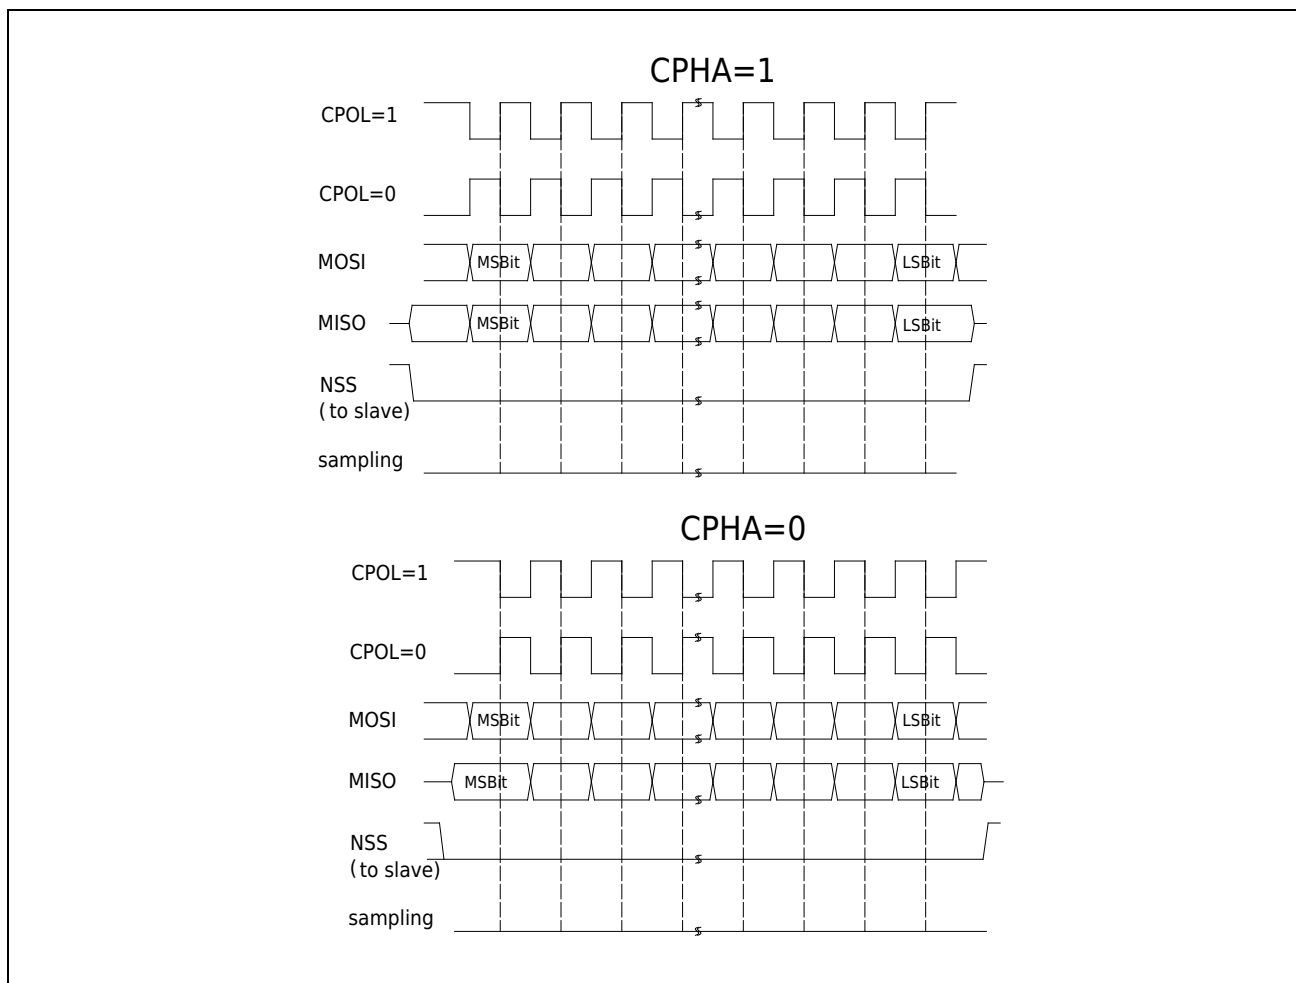 CPHA=1
CPOL=1
CPOL=0
MOSI
MSBit
LSBit
MISO
MSBit
LSBit
NSS
(to slave)
sampling
CPHA=0
CPOL=1
CPOL=0
MOSI
MSBit
LSBit
MISO
MSBit
LSBit
NSS
(to slave)
sampling